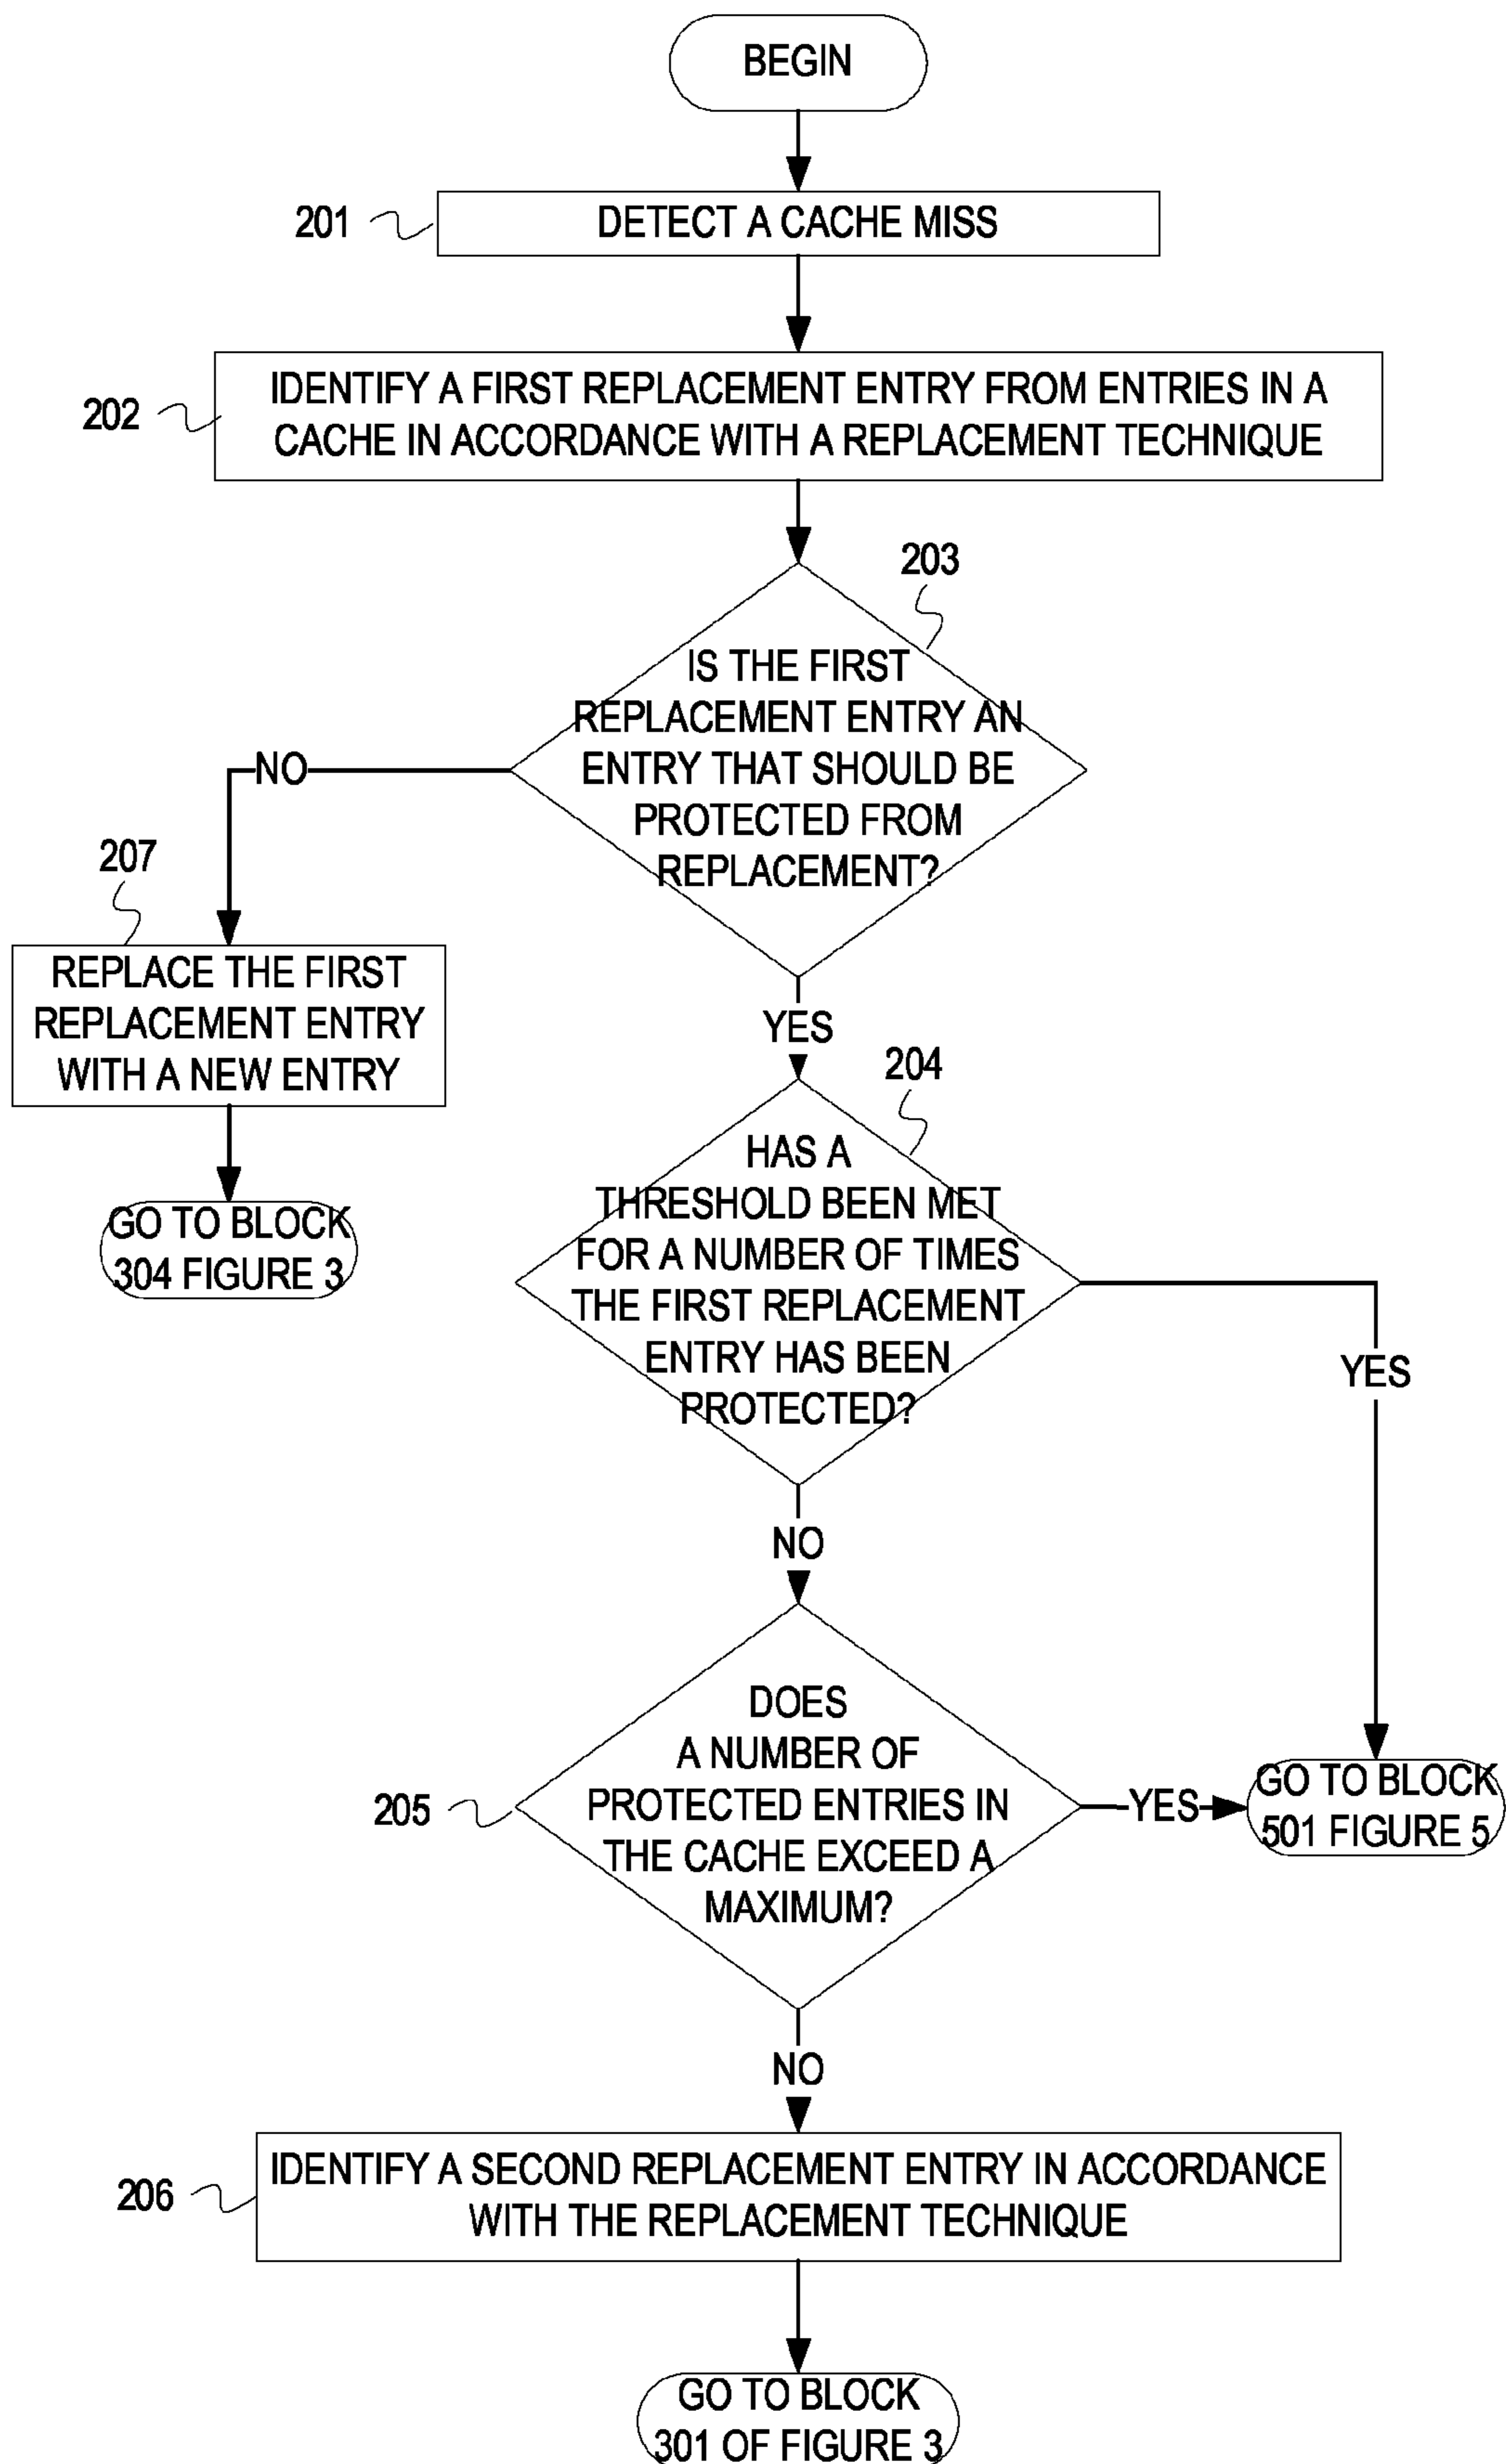 BEGIN
201
DETECT A CACHE MISS
202
IDENTIFY A FIRST REPLACEMENT ENTRY FROM ENTRIES IN A
CACHE IN ACCORDANCE WITH A REPLACEMENT TECHNIQUE
203
IS THE FIRST
REPLACEMENT ENTRY AN
ENTRY THAT SHOULD BE
PROTECTED FROM
REPLACEMENT?
NO
207
REPLACE THE FIRST
REPLACEMENT ENTRY
WITH A NEW ENTRY
GO TO BLOCK
304 FIGURE 3
YES
204
HAS A
THRESHOLD BEEN MET
FOR A NUMBER OF TIMES
THE FIRST REPLACEMENT
ENTRY HAS BEEN
PROTECTED?
YES
NO
205
DOES
A NUMBER OF
PROTECTED ENTRIES IN
THE CACHE EXCEED A
MAXIMUM?
YES
GO TO BLOCK
501 FIGURE 5
NO
206
IDENTIFY A SECOND REPLACEMENT ENTRY IN ACCORDANCE
WITH THE REPLACEMENT TECHNIQUE
GO TO BLOCK
301 OF FIGURE 3